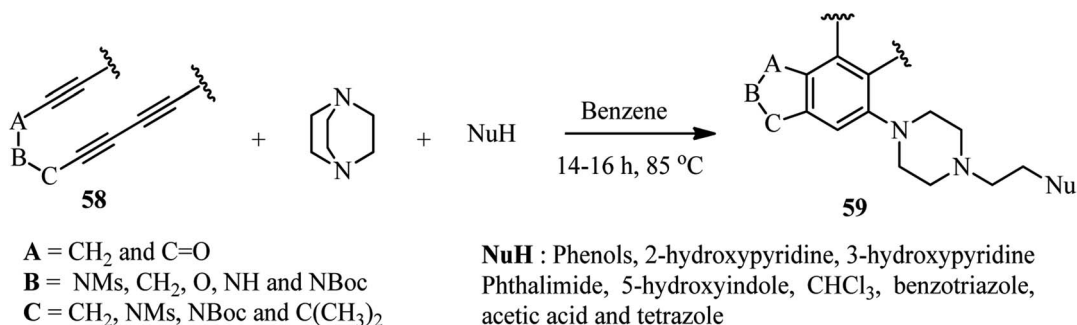 A
B
C
58
+
N
N
+
NuH
Benzene
14-16 h, 85 °C
A
B
C
N
N
Nu
59
A = CH₂ and C=O
B = NMs, CH₂, O, NH and NBoc
C = CH₂, NMs, NBoc and C(CH₃)₂
NuH : Phenols, 2-hydroxypyridine, 3-hydroxypyridine
Phthalimide, 5-hydroxyindole, CHCl₃, benzotriazole,
acetic acid and tetrazole